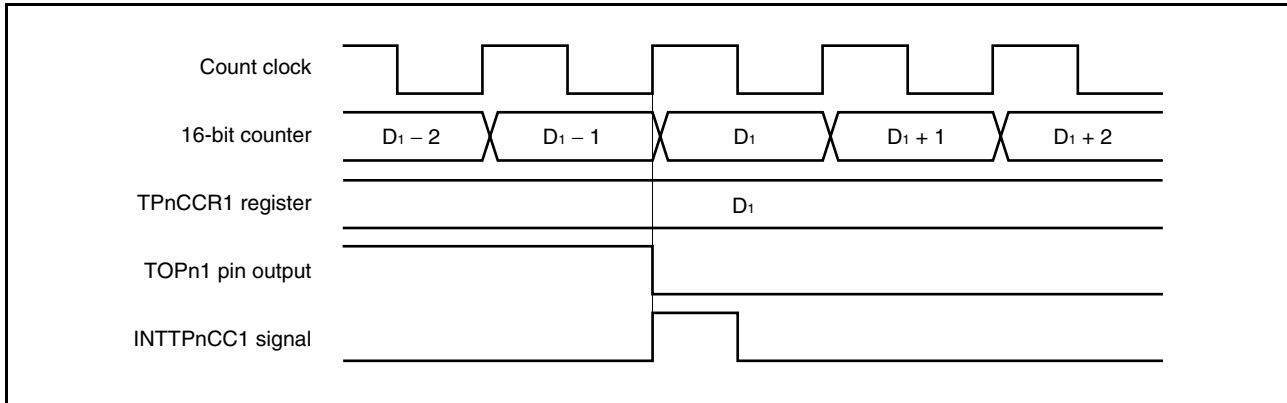 Count clock
16-bit counter D₁ − 2 D₁ − 1 D₁ D₁ + 1 D₁ + 2
TPnCCR1 register D₁
TOPn1 pin output
INTTPnCC1 signal